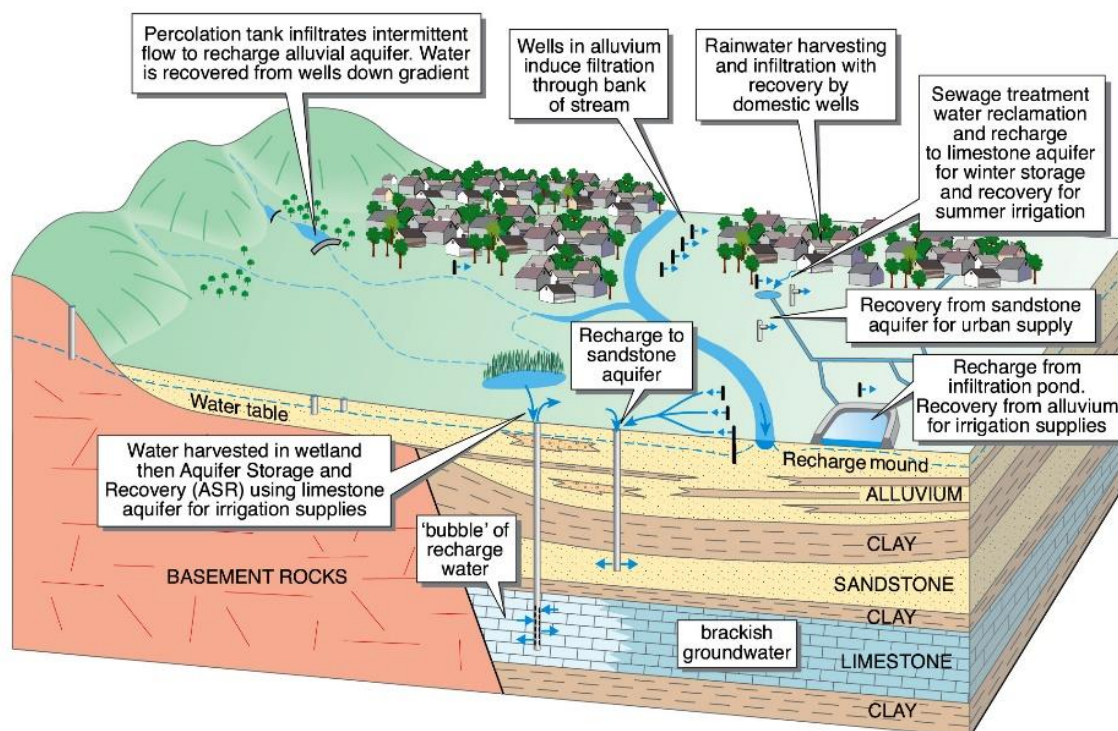 Percolation tank infiltrates intermittent
flow to recharge alluvial aquifer. Water
is recovered from wells down gradient
Wells in alluvium
induce filtration
through bank
of stream
Rainwater harvesting
and infiltration with
recovery by
domestic wells
Sewage treatment
water reclamation
and recharge
to limestone aquifer
for winter storage
and recovery for
summer irrigation
Recovery from sandstone
aquifer for urban supply
Recharge to
sandstone
aquifer
Recharge from
infiltration pond.
Recovery from alluvium
for irrigation supplies
Water table
Water harvested in wetland
then Aquifer Storage and
Recovery (ASR) using limestone
aquifer for irrigation supplies
Recharge mound
ALLUVIUM
CLAY
'bubble' of
recharge
water
BASEMENT ROCKS
SANDSTONE
CLAY
brackish
groundwater
LIMESTONE
CLAY